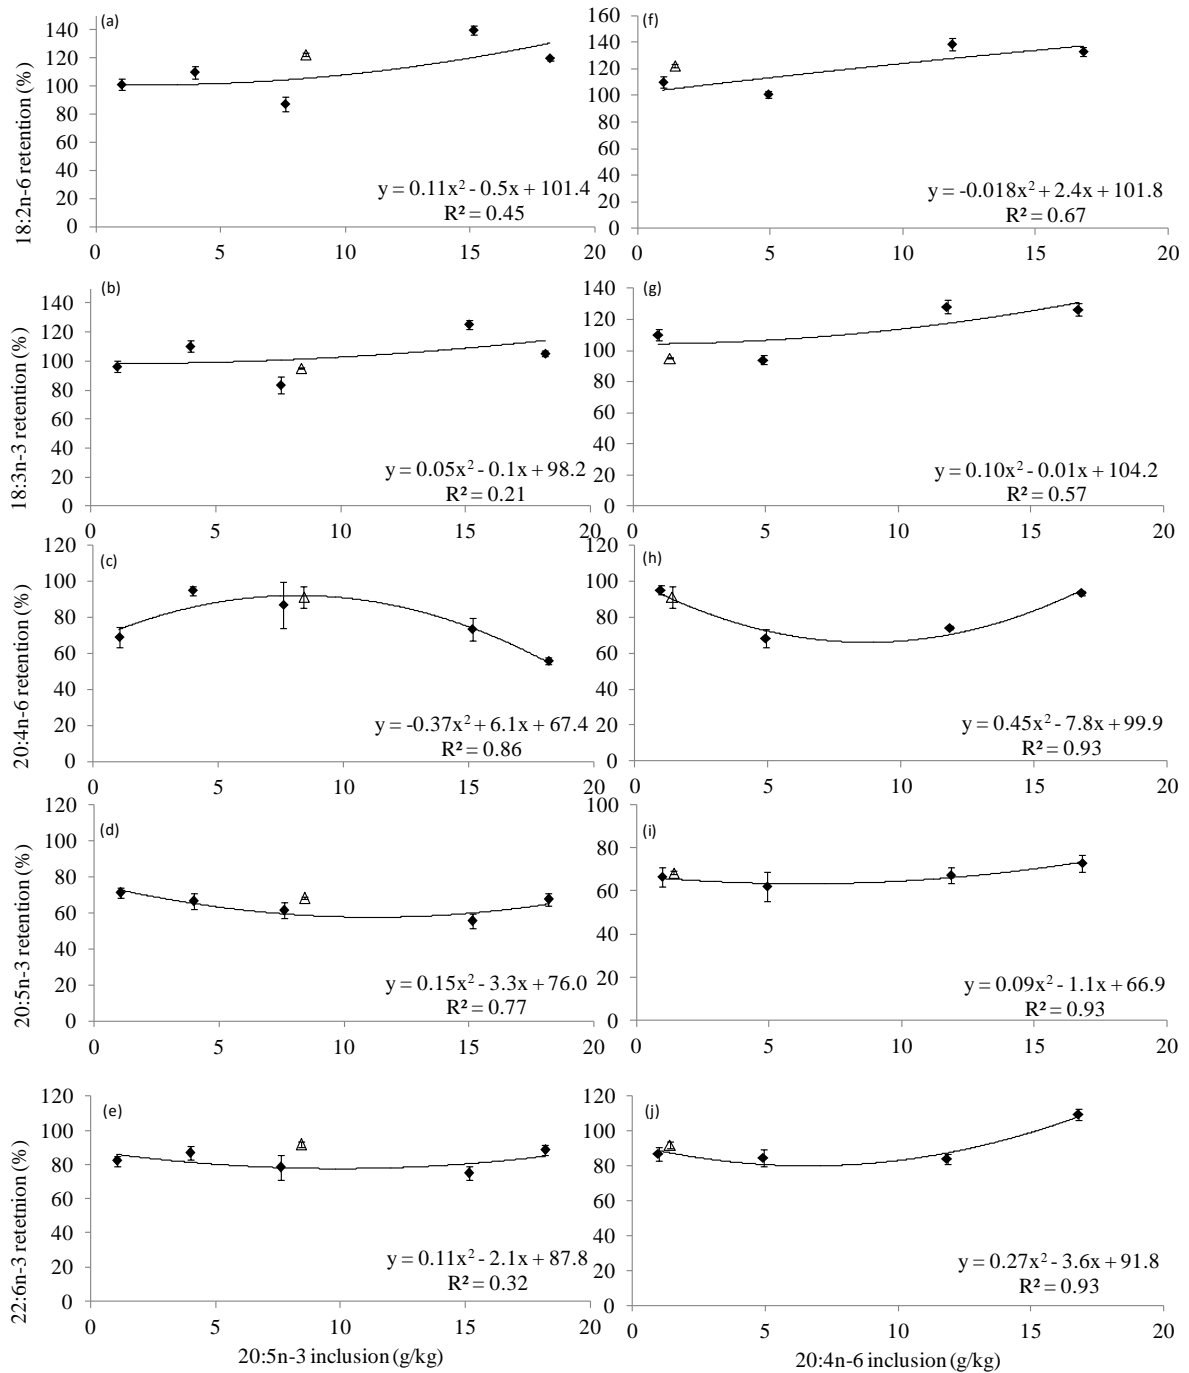 (a)
18:2n-6 retention (%)
140
120
100
80
60
40
20
0
y = 0.11x² - 0.5x + 101.4
R² = 0.45
0 5 10 15 20
(f)
160
140
120
100
80
60
40
20
0
y = -0.018x² + 2.4x + 101.8
R² = 0.67
0 5 10 15 20
(b)
18:3n-3 retention (%)
140
120
100
80
60
40
20
0
y = 0.05x² - 0.1x + 98.2
R² = 0.21
0 5 10 15 20
(g)
140
120
100
80
60
40
20
0
y = 0.10x² - 0.01x + 104.2
R² = 0.57
0 5 10 15 20
(c)
20:4n-6 retention (%)
120
100
80
60
40
20
0
y = -0.37x² + 6.1x + 67.4
R² = 0.86
0 5 10 15 20
(h)
120
100
80
60
40
20
0
y = 0.45x² - 7.8x + 99.9
R² = 0.93
0 5 10 15 20
(d)
20:5n-3 retention (%)
120
100
80
60
40
20
0
y = 0.15x² - 3.3x + 76.0
R² = 0.77
0 5 10 15 20
(i)
100
80
60
40
20
0
y = 0.09x² - 1.1x + 66.9
R² = 0.93
0 5 10 15 20
(e)
22:6n-3 retetnion (%)
120
100
80
60
40
20
0
y = 0.11x² - 2.1x + 87.8
R² = 0.32
0 5 10 15 20
20:5n-3 inclusion (g/kg)
(j)
120
100
80
60
40
20
0
y = 0.27x² - 3.6x + 91.8
R² = 0.93
0 5 10 15 20
20:4n-6 inclusion (g/kg)